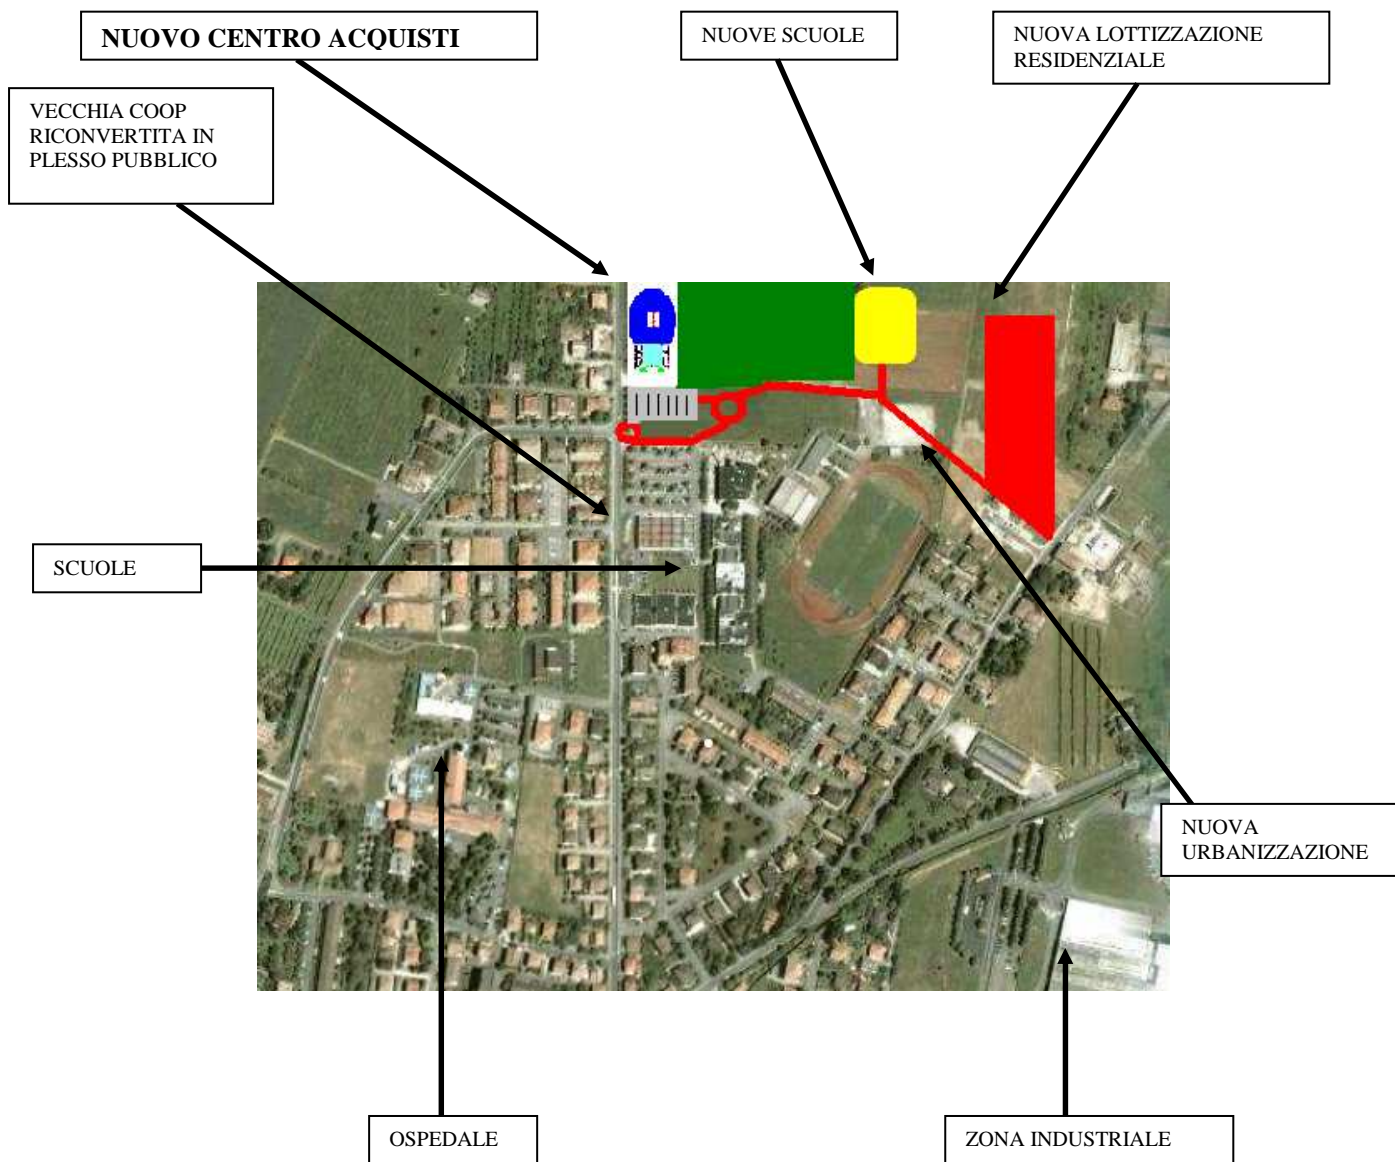 NUOVO CENTRO ACQUISTI
NUOVE SCUOLE
NUOVA LOTTIZZAZIONE
RESIDENZIALE
VECCHIA COOP
RICONVERTITA IN
PLESSO PUBBLICO
SCUOLE
NUOVA
URBANIZZAZIONE
OSPEDALE
ZONA INDUSTRIALE